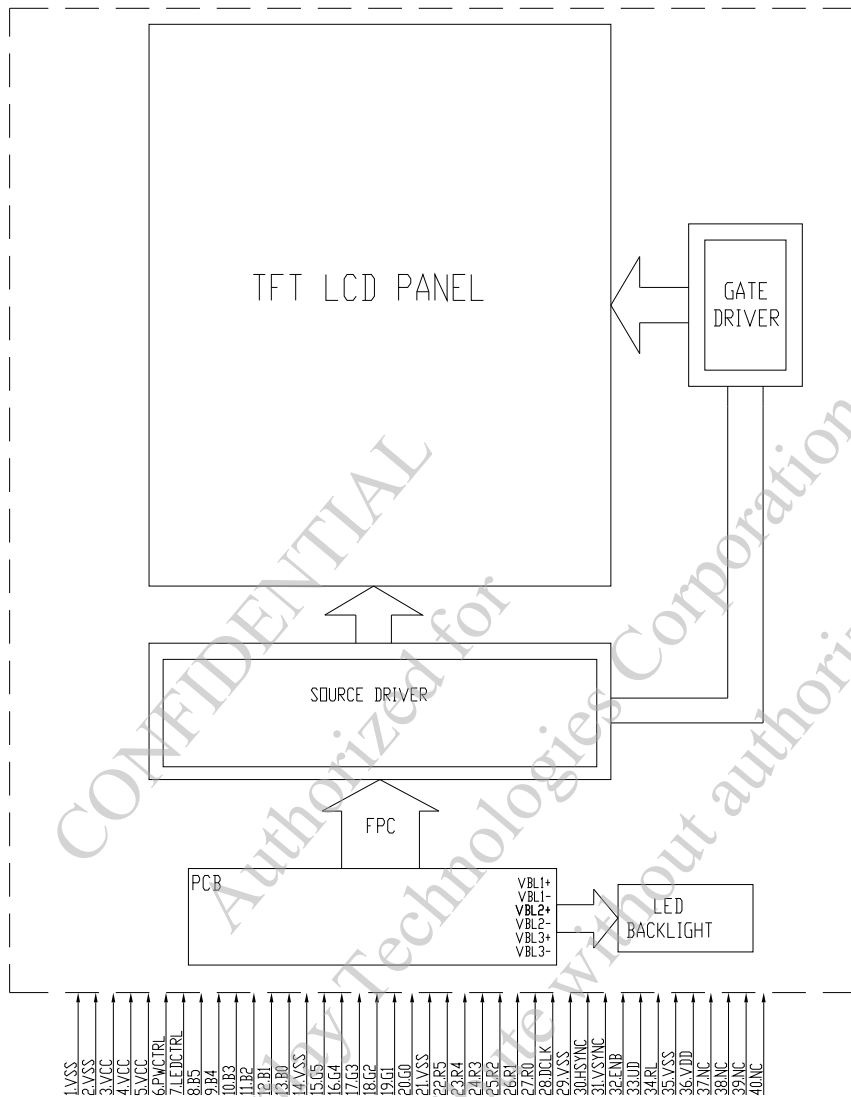 TFT LCD PANEL
GATE
DRIVER
SOURCE DRIVER
FPC
PCB
VBL1+
VBL1-
VBL2+
VBL2-
VBL3+
VBL3-
LED
BACKLIGHT
1.VSS
2.VSS
3.VCC
4.VCC
5.VCC
6.PWCTRL
7.LEDCTRL
8.B5
9.B4
10.B3
11.B2
12.B1
13.B0
14.VSS
15.G5
16.G4
17.G3
18.G2
19.G1
20.G0
21.VSS
22.R5
23.R4
24.R3
25.R2
26.R1
27.R0
28.DCLK
29.VSS
30.HSYNC
31.VSYNC
32.ENB
33.UD
34.RL
35.VSS
36.VDD
37.NC
38.NC
39.NC
40.NC
CONFIDENTIAL
Authorized for
Technologies Corporation
without